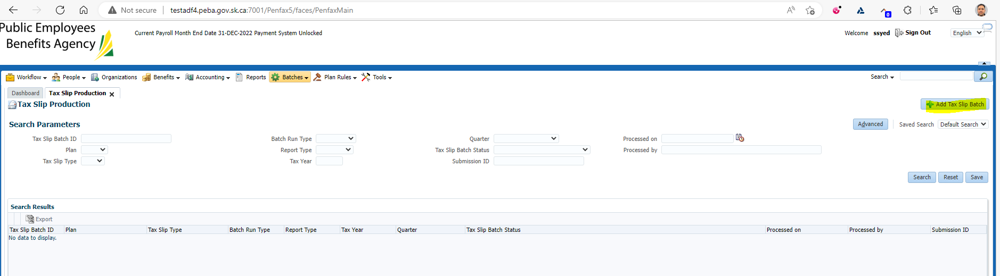 Not secure testadf4.peba.gov.sk.ca:7001/Penfax5/faces/PenfaxMain
0
Public Employees
Benefits Agency
Current Payroll Month End Date 31-DEC-2022 Payment System Unlocked
Welcome ssyed Sign Out English
Workflow People Organizations Benefits Accounting Reports Batches Plan Rules Tools Search
Dashboard Tax Slip Production
Tax Slip Production Add Tax Slip Batch
Search Parameters Advanced Saved Search Default Search
Tax Slip Batch ID Batch Run Type Quarter Processed on
Plan Report Type Tax Slip Batch Status Processed by
Tax Slip Type Tax Year Submission ID
Search Reset Save
Search Results
Export
Tax Slip Batch ID Plan Tax Slip Type Batch Run Type Report Type Tax Year Quarter Tax Slip Batch Status Processed on Processed by Submission ID
No data to display.